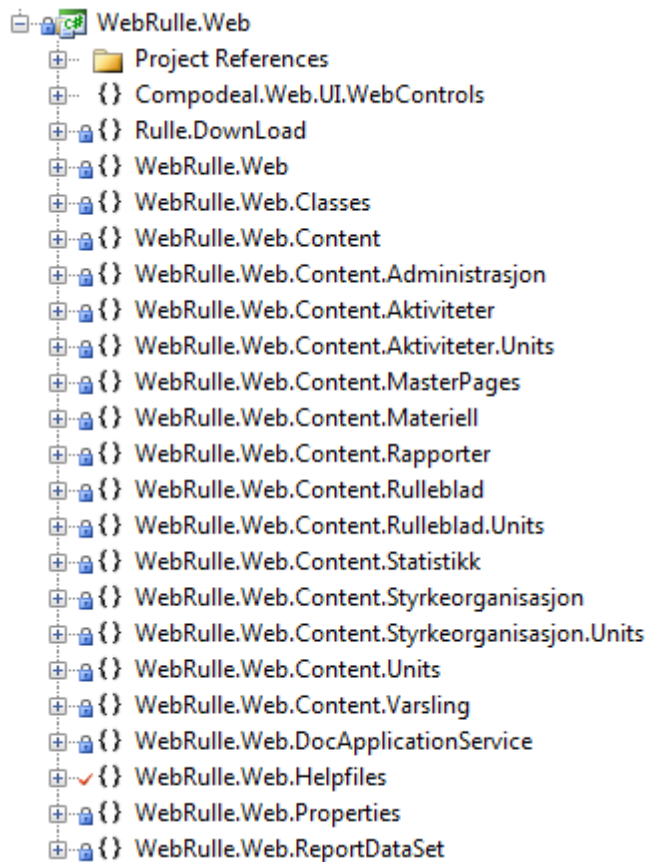 WebRulle.Web
Project References
{} Compodeal.Web.UI.WebControls
{} Rulle.DownLoad
{} WebRulle.Web
{} WebRulle.Web.Classes
{} WebRulle.Web.Content
{} WebRulle.Web.Content.Administrasjon
{} WebRulle.Web.Content.Aktiviteter
{} WebRulle.Web.Content.Aktiviteter.Units
{} WebRulle.Web.Content.MasterPages
{} WebRulle.Web.Content.Materiell
{} WebRulle.Web.Content.Rapporter
{} WebRulle.Web.Content.Rulleblad
{} WebRulle.Web.Content.Rulleblad.Units
{} WebRulle.Web.Content.Statistikk
{} WebRulle.Web.Content.Styrkeorganisasjon
{} WebRulle.Web.Content.Styrkeorganisasjon.Units
{} WebRulle.Web.Content.Units
{} WebRulle.Web.Content.Varsling
{} WebRulle.Web.DocApplicationService
{} WebRulle.Web.Helpfiles
{} WebRulle.Web.Properties
{} WebRulle.Web.ReportDataSet